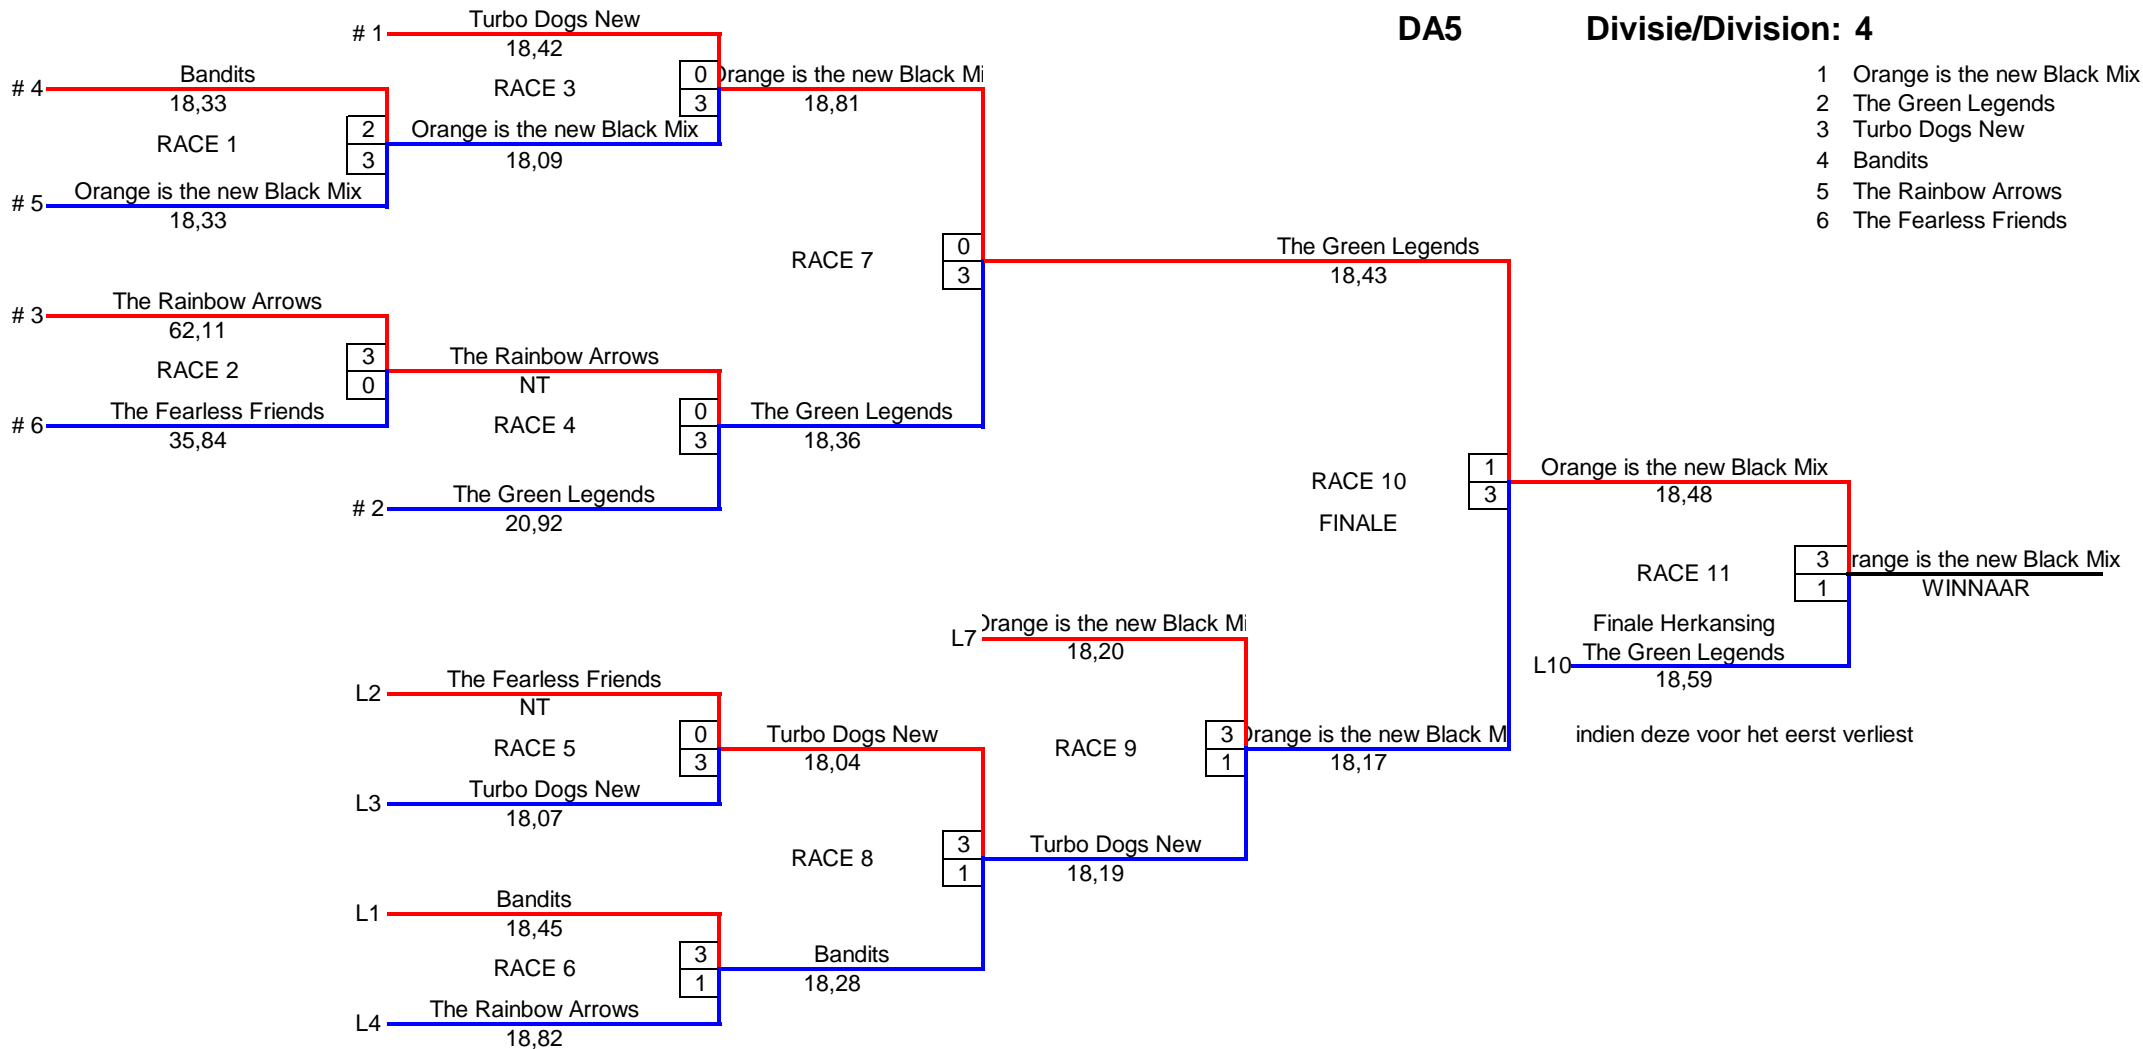 DA5 Divisie/Division: 4
1 Orange is the new Black Mix
2 The Green Legends
3 Turbo Dogs New
4 Bandits
5 The Rainbow Arrows
6 The Fearless Friends
# 1 Turbo Dogs New
18,42
RACE 3
0
3
# 4 Bandits
18,33
RACE 1
2
3
# 5 Orange is the new Black Mix
18,33
Orange is the new Black Mix
18,09
Orange is the new Black Mi
18,81
# 3 The Rainbow Arrows
62,11
RACE 2
3
0
# 6 The Fearless Friends
35,84
The Rainbow Arrows
NT
RACE 4
0
3
# 2 The Green Legends
20,92
The Green Legends
18,36
RACE 7
0
3
The Green Legends
18,43
RACE 10
FINALE
1
3
Orange is the new Black Mix
18,48
RACE 11
3
1
range is the new Black Mix
WINNAAR
Finale Herkansing
L10 The Green Legends
18,59
indien deze voor het eerst verliest
L7 Orange is the new Black Mi
18,20
RACE 9
3
1
Orange is the new Black M
18,17
L2 The Fearless Friends
NT
RACE 5
0
3
L3 Turbo Dogs New
18,07
Turbo Dogs New
18,04
RACE 8
3
1
Turbo Dogs New
18,19
L1 Bandits
18,45
RACE 6
3
1
L4 The Rainbow Arrows
18,82
Bandits
18,28